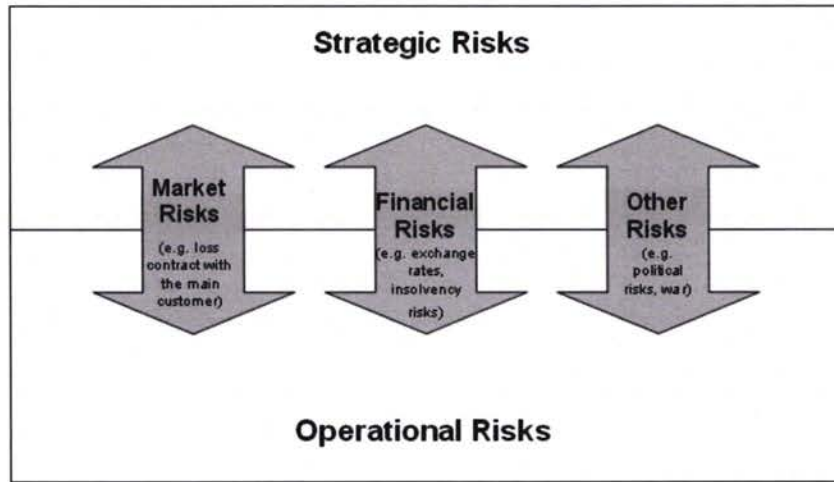 Strategic Risks
Market
Risks
(e.g. loss
contract with
the main
customer)
Financial
Risks
(e.g. exchange
rates,
insolvency
risks)
Other
Risks
(e.g.
political
risks, war)
Operational Risks